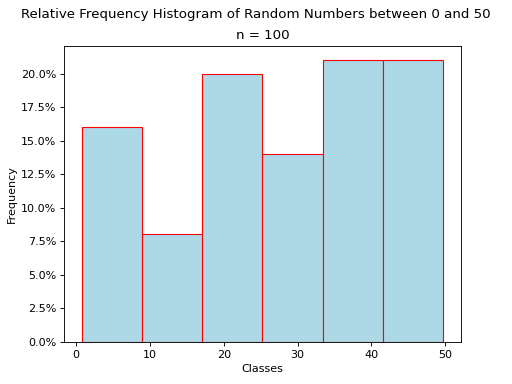 Relative Frequency Histogram of Random Numbers between 0 and 50
n = 100
20.0%
17.5%
15.0%
12.5%
10.0%
7.5%
5.0%
2.5%
0.0%
Frequency
0 10 20 30 40 50
Classes